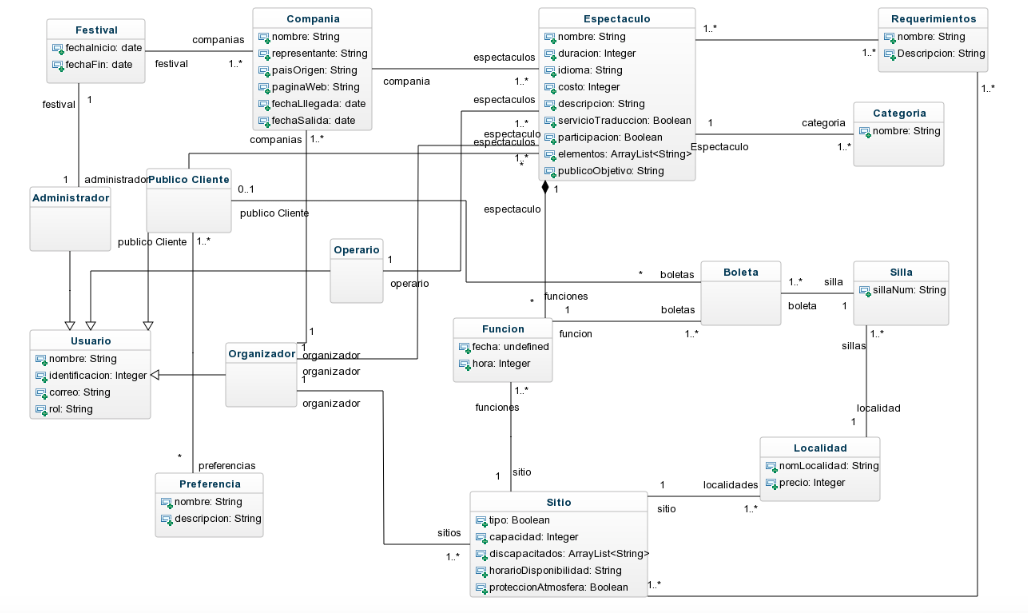 Festival
fechaInicio: date
fechaFin: date
companias
festival
1..*
Compania
nombre: String
representante: String
paisOrigen: String
paginaWeb: String
fechaLlegada: date
fechaSalida: date
espectaculos
compania
1..*
Espectaculo
nombre: String
duracion: Integer
idioma: String
costo: Integer
descripcion: String
servicioTraduccion: Boolean
participacion: Boolean
elementos: ArrayList<String>
publicoObjetivo: String
1..*
1..*
Requerimientos
nombre: String
Descripcion: String
1..*
1
categoria
Espectaculo
1..*
Categoria
nombre: String
festival
1
1
administrador
Administrador
companias
1..*
espectaculos
1..*
espectaculo
espectaculos
1..*
*
Publico Cliente
0..1
publico Cliente
publico Cliente
1..*
1
espectaculo
Operario
1
operario
*
boletas
Boleta
1..*
silla
boleta
1
Silla
sillaNum: String
*
funciones
1
boletas
funcion
1..*
Funcion
fecha: undefined
hora: Integer
Usuario
nombre: String
identificacion: Integer
correo: String
rol: String
Organizador
1
1
organizador
organizador
1
organizador
1..*
sillas
localidad
1
1..*
funciones
1
sitio
Localidad
nomLocalidad: String
precio: Integer
*
preferencias
Preferencia
nombre: String
descripcion: String
1
localidades
sitio
1..*
sitios
1..*
Sitio
tipo: Boolean
capacidad: Integer
discapacitados: ArrayList<String>
horarioDisponibilidad: String
proteccionAtmosfera: Boolean
1..*